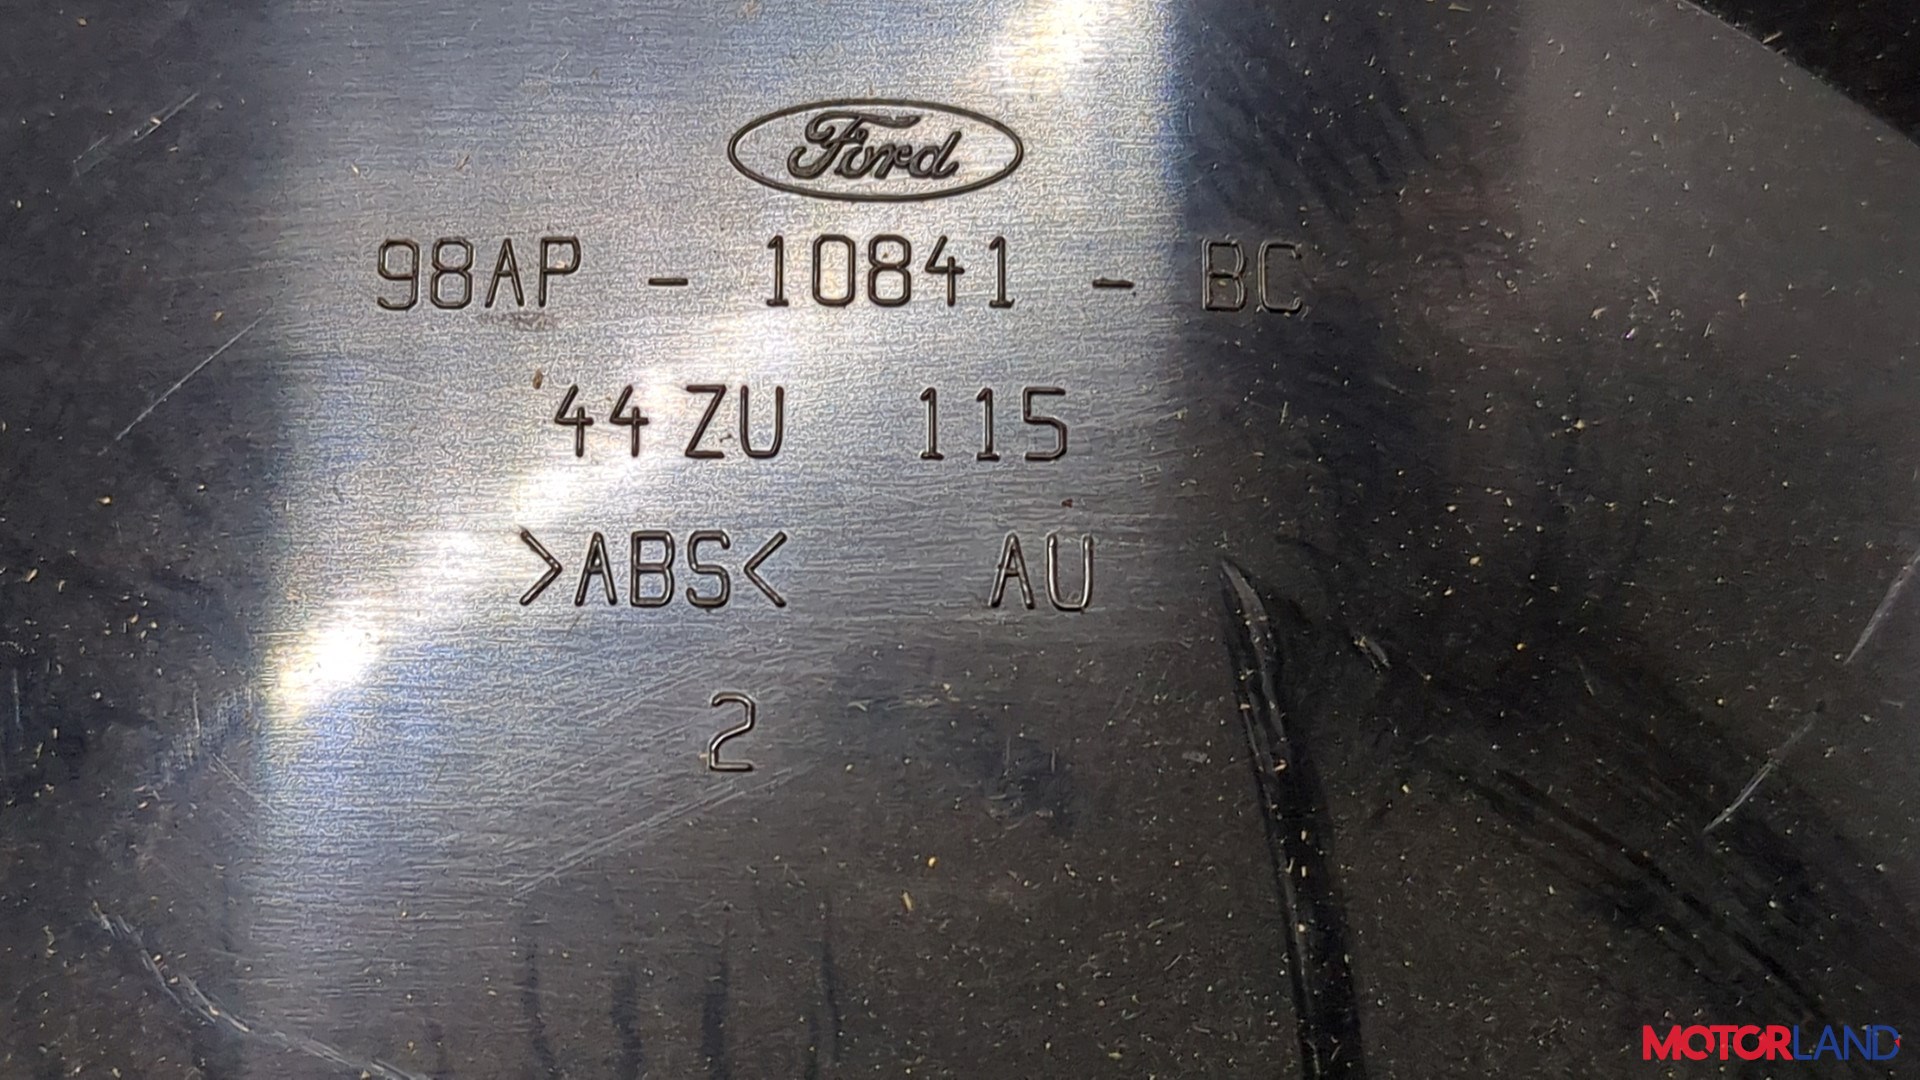 Ford
98AP - 10841 - BC
44 ZU 115
>ABS< AU
2
MOTORLAND